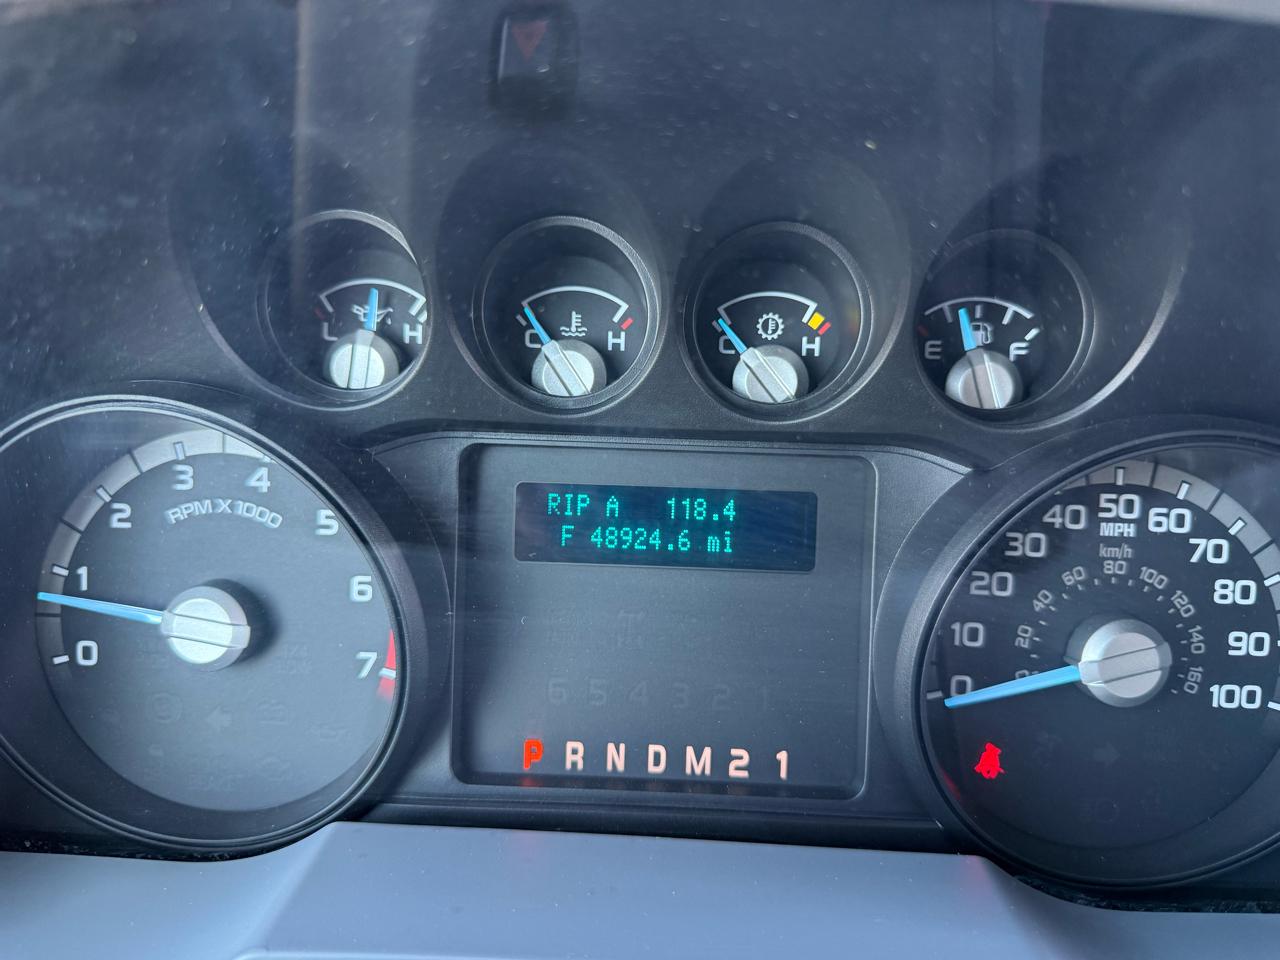 L H
C H
C H
E F
0 1 2 3 4 5 6 7
RPM X 1000
RIP A 118.4
F 48924.6 mi
6 5 4 3 2 1
P R N D M 2 1
0 10 20 30 40 50 60 70 80 90 100
MPH
km/h
20 40 60 80 100 120 140 160